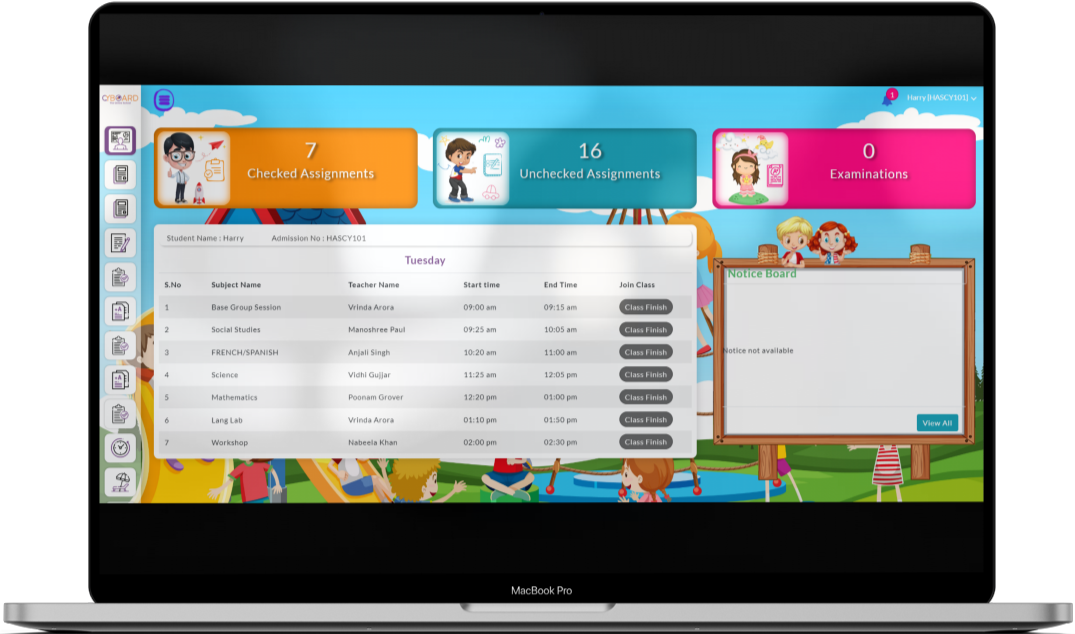 CYBOARD
1
Harry [HASCY101]
7
Checked Assignments
16
Unchecked Assignments
0
Examinations
Student Name : Harry Admission No : HASCY101
Tuesday
S.No Subject Name Teacher Name Start time End Time Join Class
1 Base Group Session Vrinda Arora 09:00 am 09:15 am Class Finish
2 Social Studies Manoshree Paul 09:25 am 10:05 am Class Finish
3 FRENCH/SPANISH Anjali Singh 10:20 am 11:00 am Class Finish
4 Science Vidhi Gujjar 11:25 am 12:05 pm Class Finish
5 Mathematics Poonam Grover 12:20 pm 01:00 pm Class Finish
6 Lang Lab Vrinda Arora 01:10 pm 01:50 pm Class Finish
7 Workshop Nabeela Khan 02:00 pm 02:30 pm Class Finish
Notice Board
Notice not available
View All
MacBook Pro